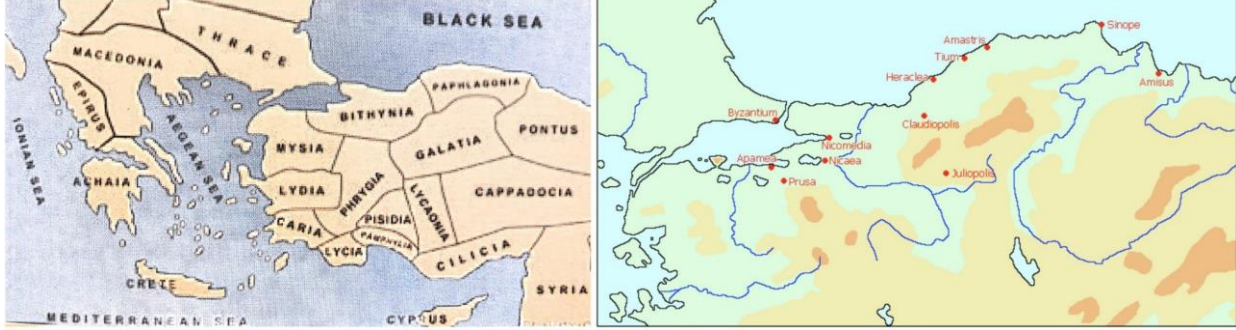 BLACK SEA
THRACE
MACEDONIA
EPIRUS
IONIAN SEA
AEGEAN SEA
ACHAIA
PAPHLAGONIA
BITHYNIA
PONTUS
GALATIA
MYSIA
CAPPADOCIA
LYDIA
PHRYGIA
LYCAONIA
PISIDIA
CARIA
PAMPHYLIA
LYCIA
CILICIA
CRETE
SYRIA
MEDITERRANEAN SEA
CYPRUS
Sinope
Amastris
Tium
Heraclea
Amisus
Byzantium
Claudiopolis
Nicomedia
Apamea
Nicaea
Juliopolis
Prusa